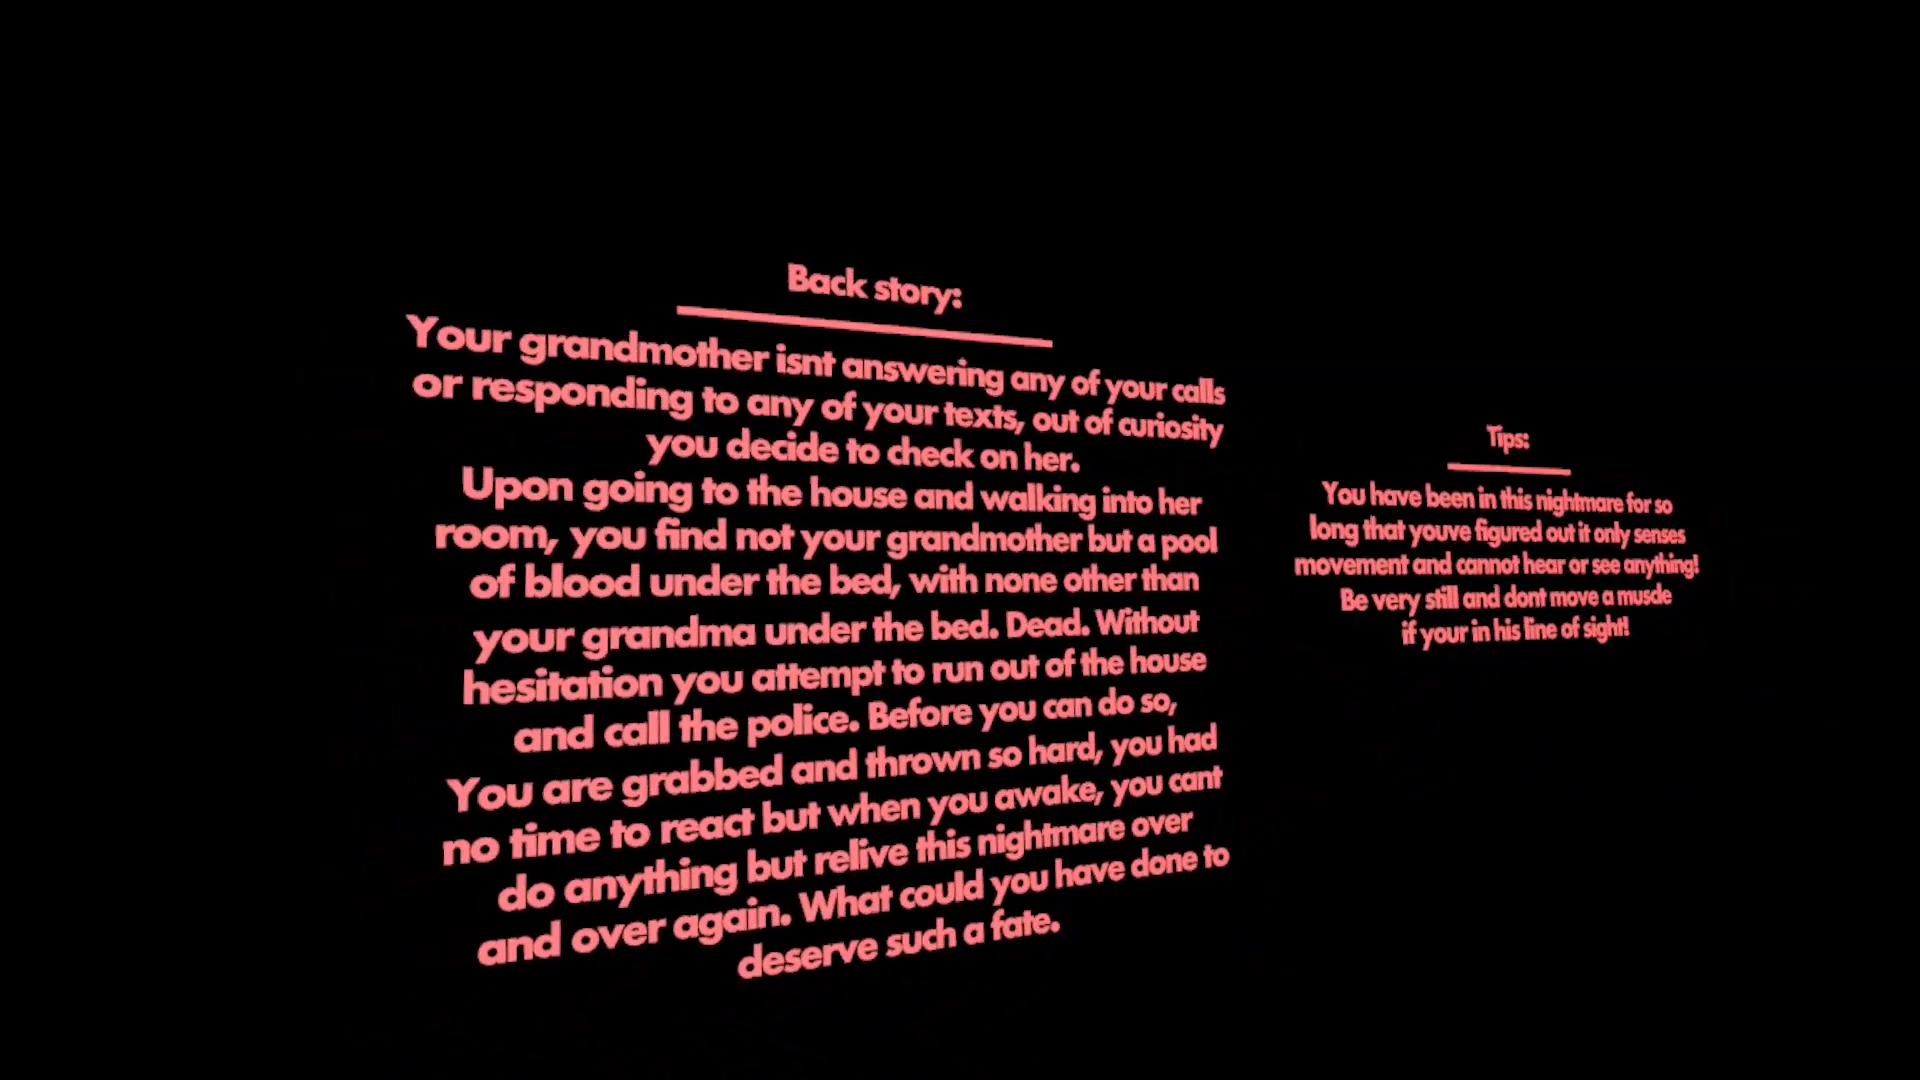 Back story:
Your grandmother isnt answering any of your calls
or responding to any of your texts, out of curiosity
you decide to check on her.
Upon going to the house and walking into her
room, you find not your grandmother but a pool
of blood under the bed, with none other than
your grandma under the bed. Dead. Without
hesitation you attempt to run out of the house
and call the police. Before you can do so,
You are grabbed and thrown so hard, you had
no time to react but when you awake, you cant
do anything but relive this nightmare over
and over again. What could you have done to
deserve such a fate.
Tips:
You have been in this nightmare for so
long that youve figured out it only senses
movement and cannot hear or see anything!
Be very still and dont move a muscle
if your in his line of sight!